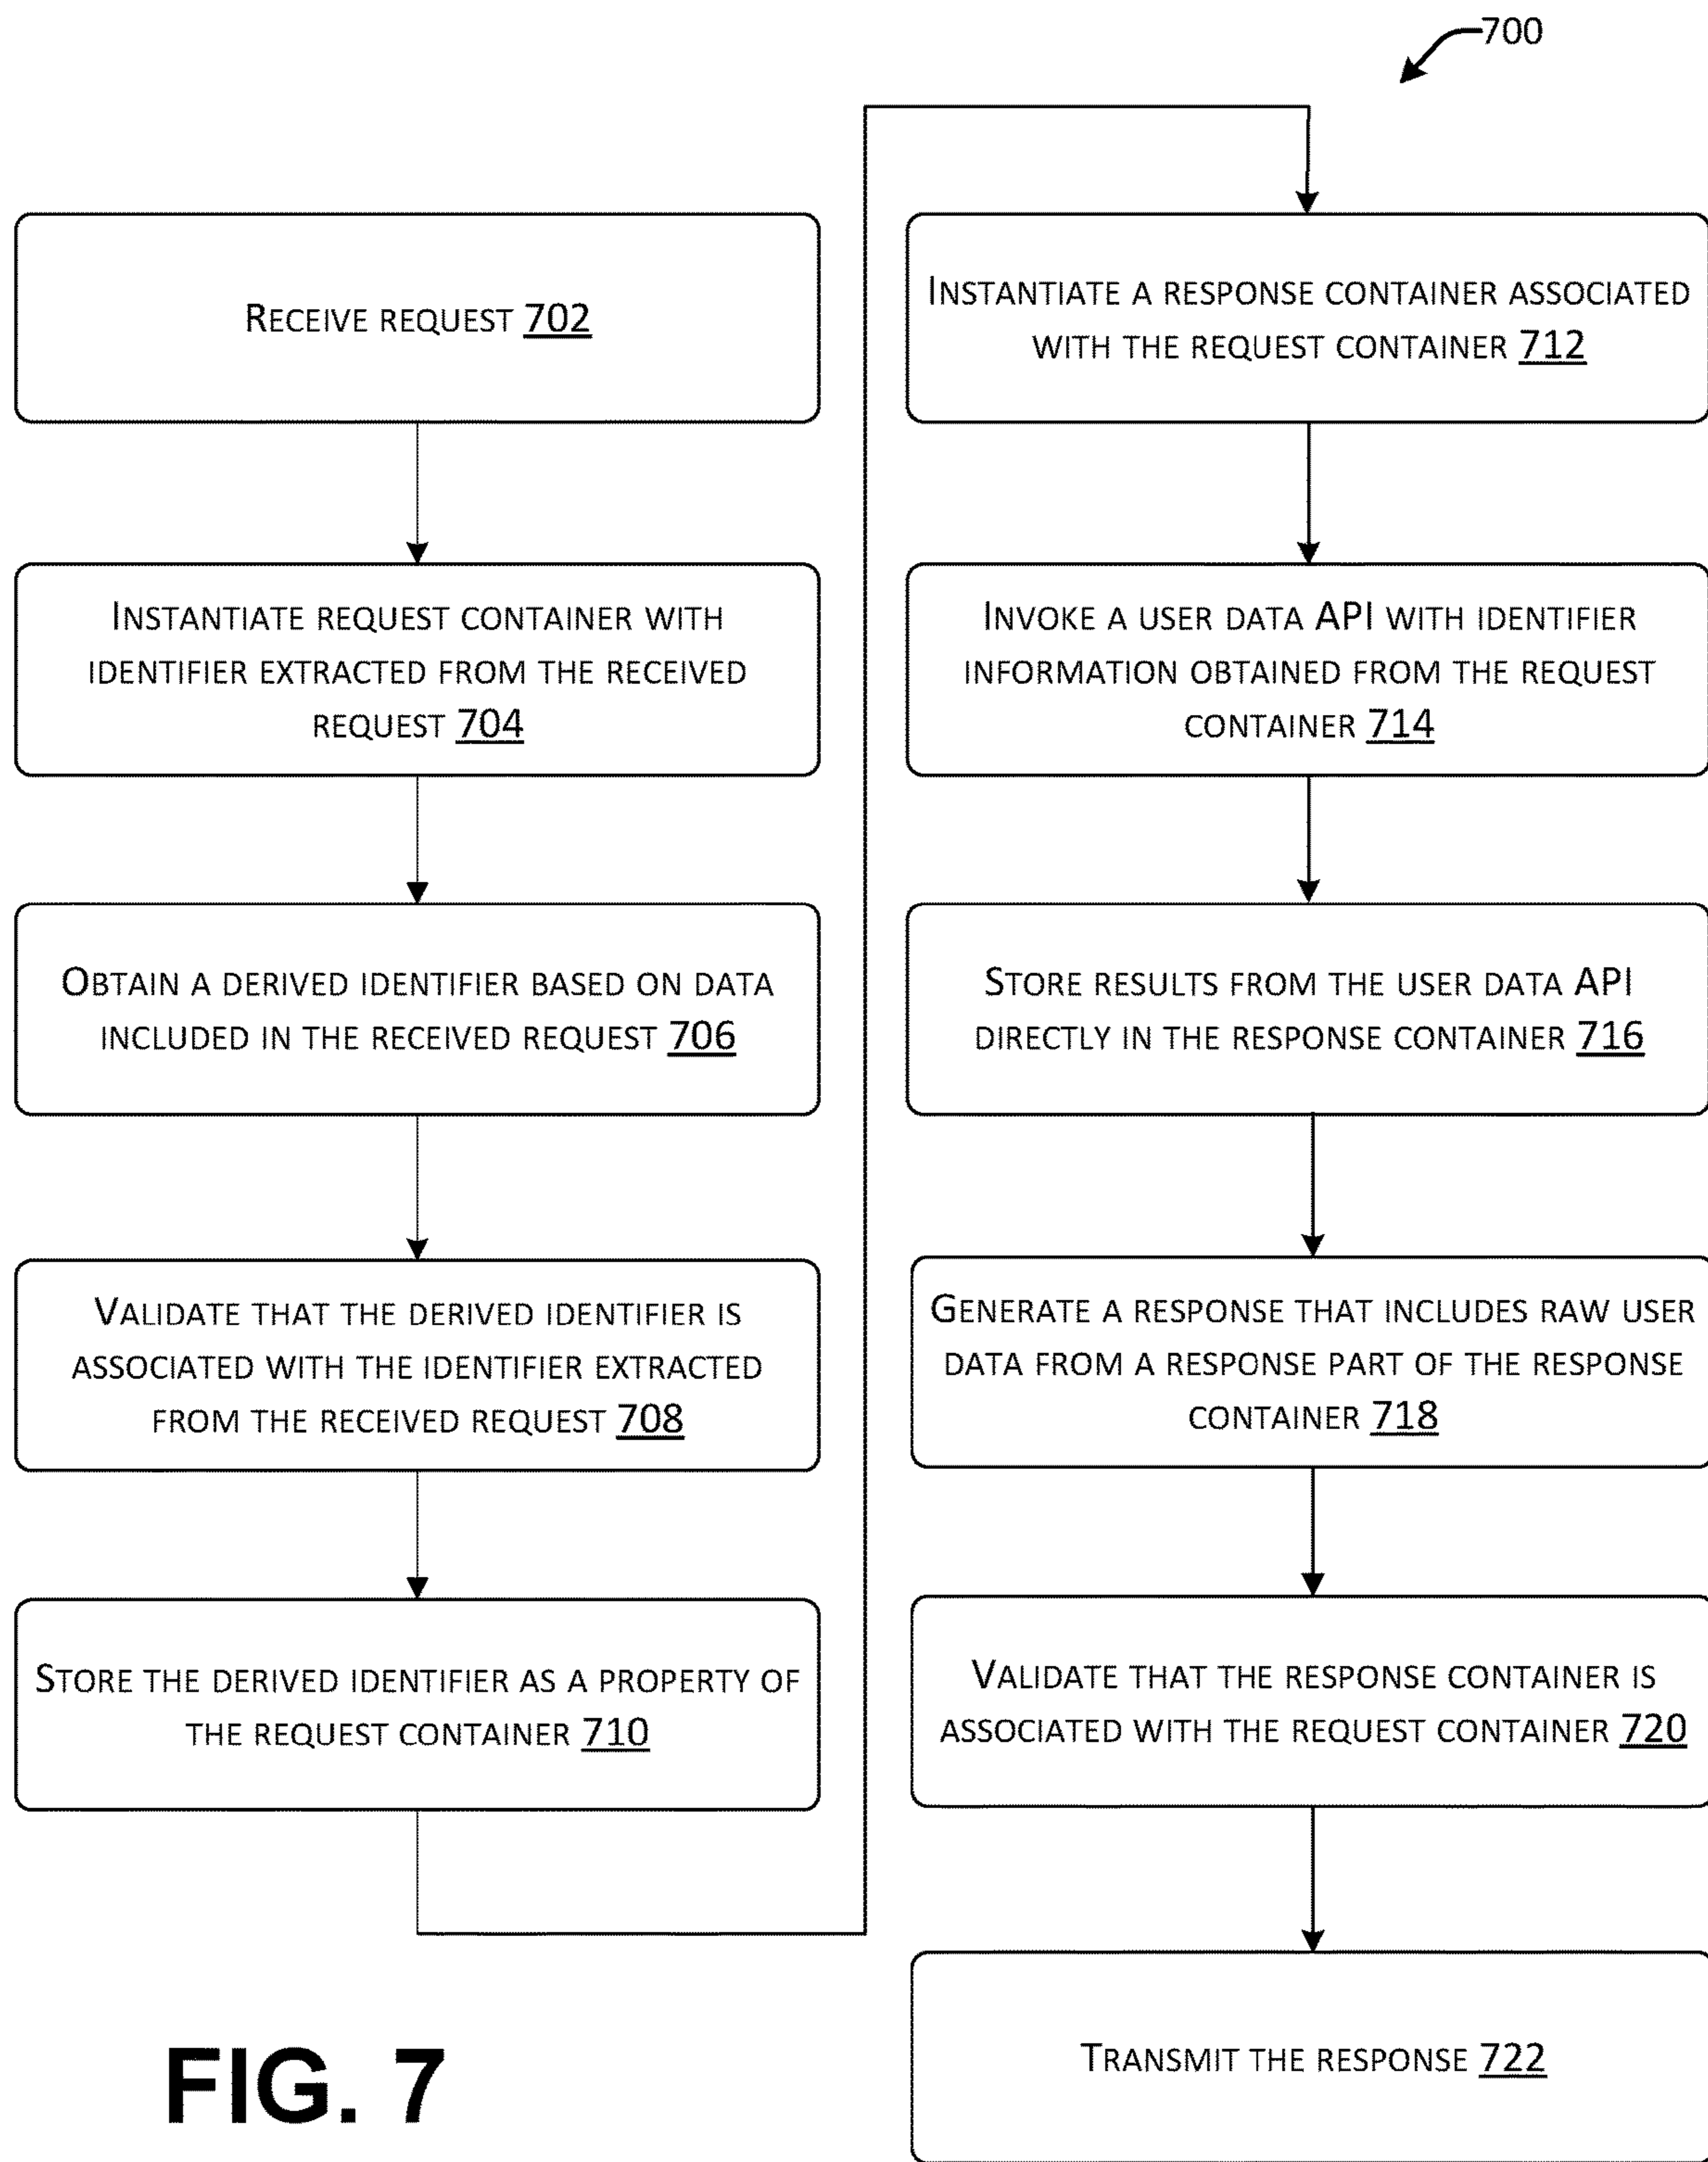 700
RECEIVE REQUEST 702
INSTANTIATE REQUEST CONTAINER WITH
IDENTIFIER EXTRACTED FROM THE RECEIVED
REQUEST 704
OBTAIN A DERIVED IDENTIFIER BASED ON DATA
INCLUDED IN THE RECEIVED REQUEST 706
VALIDATE THAT THE DERIVED IDENTIFIER IS
ASSOCIATED WITH THE IDENTIFIER EXTRACTED
FROM THE RECEIVED REQUEST 708
STORE THE DERIVED IDENTIFIER AS A PROPERTY OF
THE REQUEST CONTAINER 710
INSTANTIATE A RESPONSE CONTAINER ASSOCIATED
WITH THE REQUEST CONTAINER 712
INVOKE A USER DATA API WITH IDENTIFIER
INFORMATION OBTAINED FROM THE REQUEST
CONTAINER 714
STORE RESULTS FROM THE USER DATA API
DIRECTLY IN THE RESPONSE CONTAINER 716
GENERATE A RESPONSE THAT INCLUDES RAW USER
DATA FROM A RESPONSE PART OF THE RESPONSE
CONTAINER 718
VALIDATE THAT THE RESPONSE CONTAINER IS
ASSOCIATED WITH THE REQUEST CONTAINER 720
TRANSMIT THE RESPONSE 722
FIG. 7